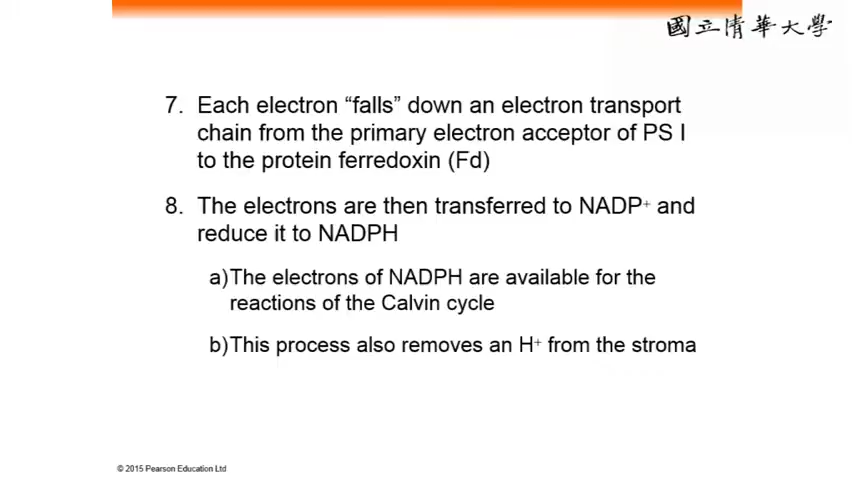 國立清華大學
7. Each electron “falls” down an electron transport
chain from the primary electron acceptor of PS I
to the protein ferredoxin (Fd)
8. The electrons are then transferred to NADP⁺ and
reduce it to NADPH
a)The electrons of NADPH are available for the
reactions of the Calvin cycle
b)This process also removes an H⁺ from the stroma
© 2015 Pearson Education Ltd